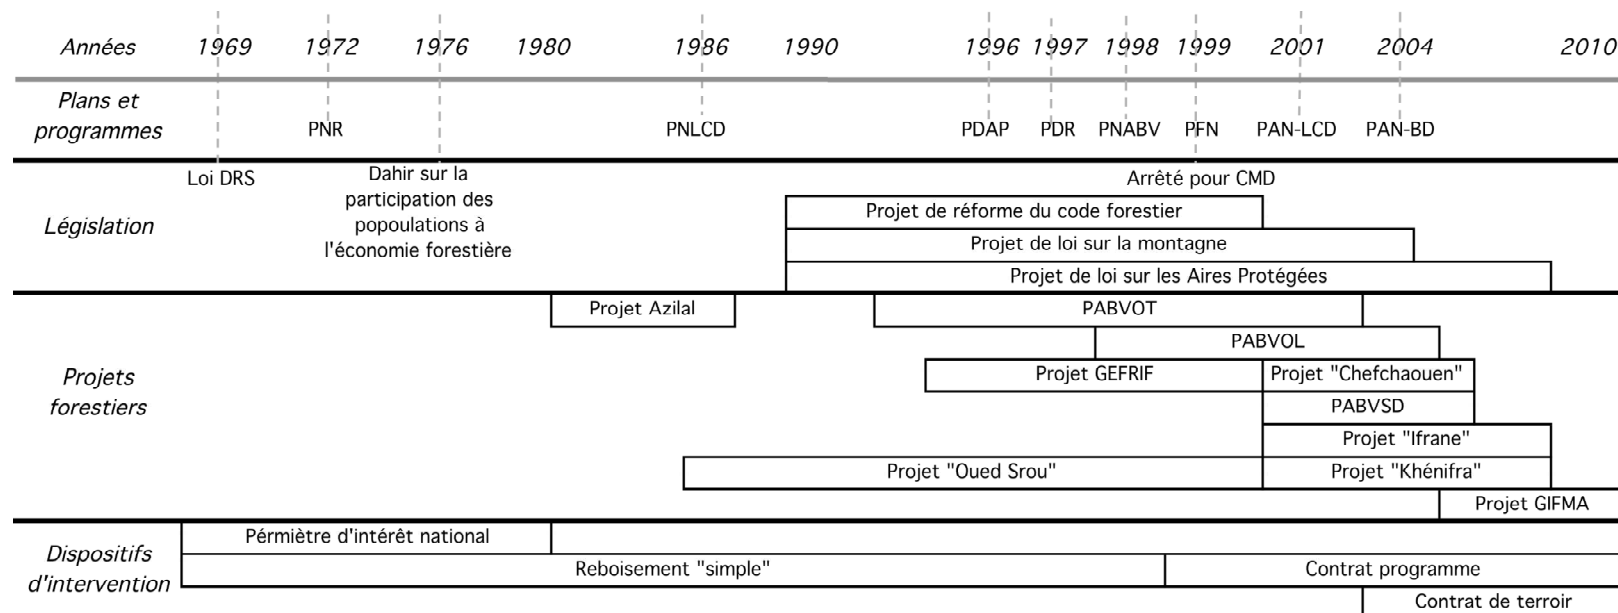 Années 1969 1972 1976 1980 1986 1990 1996 1997 1998 1999 2001 2004 2010
Plans et
programmes PNR PNLCD PDAP PDR PNABV PFN PAN-LCD PAN-BD
Législation
Loi DRS
Dahir sur la
participation des
popoulations à
l'économie forestière
Arrêté pour CMD
Projet de réforme du code forestier
Projet de loi sur la montagne
Projet de loi sur les Aires Protégées
Projets
forestiers
Projet Azilal PABVOT
PABVOL
Projet GEFRIF Projet "Chefchaouen"
PABVSD
Projet "Ifrane"
Projet "Oued Srou" Projet "Khénifra"
Projet GIFMA
Dispositifs
d'intervention
Pérmiètre d'intérêt national
Reboisement "simple" Contrat programme
Contrat de terroir